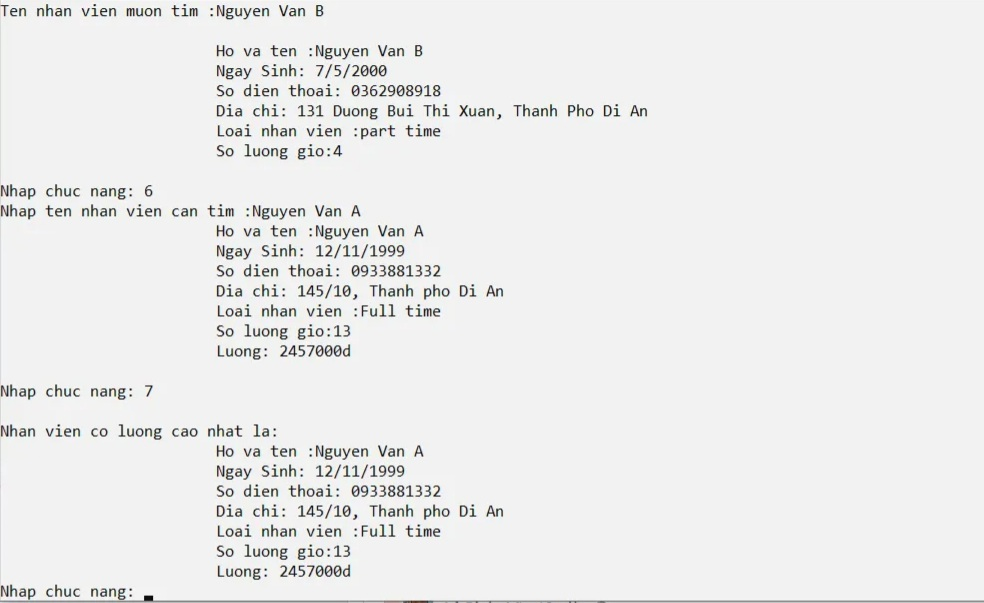 Ten nhan vien muon tim :Nguyen Van B
Ho va ten :Nguyen Van B
Ngay Sinh: 7/5/2000
So dien thoai: 0362908918
Dia chi: 131 Duong Bui Thi Xuan, Thanh Pho Di An
Loai nhan vien :part time
So luong gio:4
Nhap chuc nang: 6
Nhap ten nhan vien can tim :Nguyen Van A
Ho va ten :Nguyen Van A
Ngay Sinh: 12/11/1999
So dien thoai: 0933881332
Dia chi: 145/10, Thanh pho Di An
Loai nhan vien :Full time
So luong gio:13
Luong: 2457000d
Nhap chuc nang: 7
Nhan vien co luong cao nhat la:
Ho va ten :Nguyen Van A
Ngay Sinh: 12/11/1999
So dien thoai: 0933881332
Dia chi: 145/10, Thanh pho Di An
Loai nhan vien :Full time
So luong gio:13
Luong: 2457000d
Nhap chuc nang: